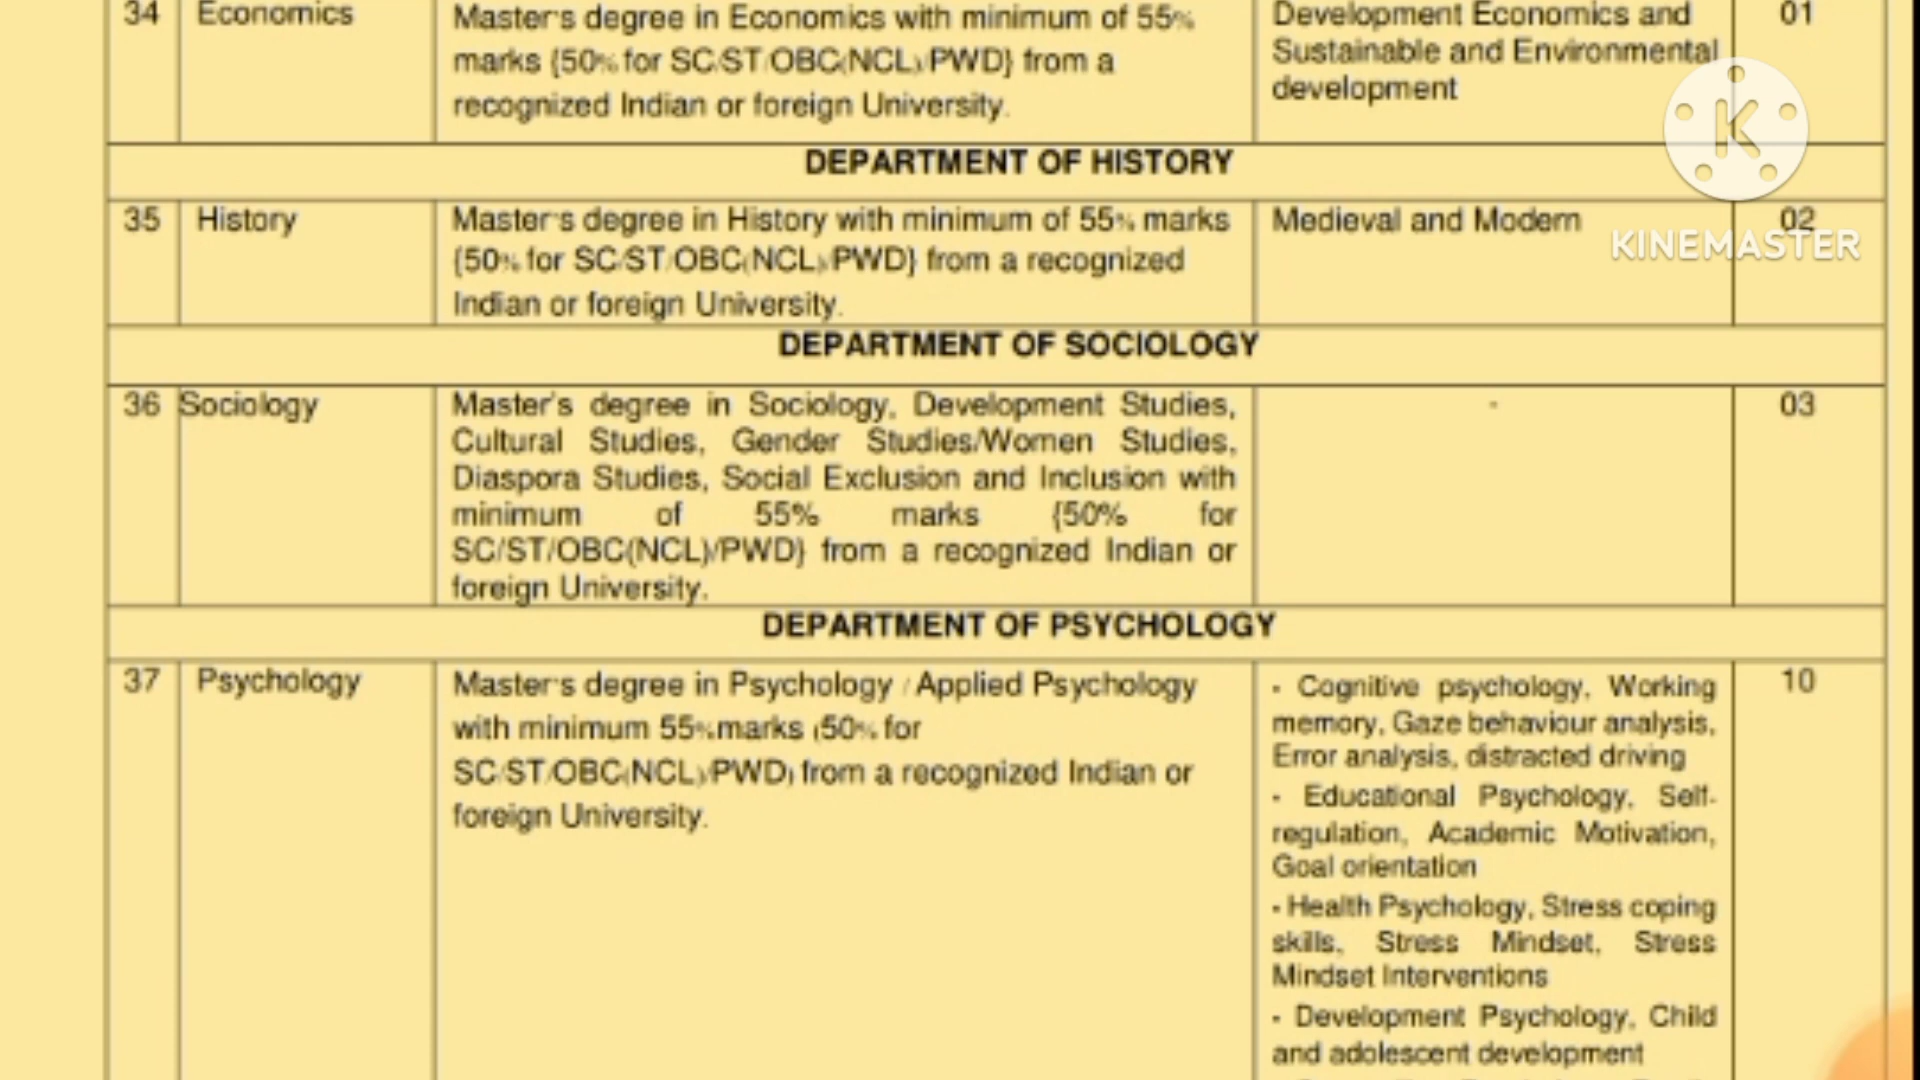 34 Economics Master's degree in Economics with minimum of 55% Development Economics and 01
marks {50% for SC/ST/OBC(NCL)/PWD} from a Sustainable and Environmental
recognized Indian or foreign University. development
K
KINEMASTER
DEPARTMENT OF HISTORY
35 History Master's degree in History with minimum of 55% marks Medieval and Modern 02
{50% for SC/ST/OBC(NCL)/PWD} from a recognized
Indian or foreign University.
DEPARTMENT OF SOCIOLOGY
36 Sociology Master's degree in Sociology, Development Studies, - 03
Cultural Studies, Gender Studies/Women Studies,
Diaspora Studies, Social Exclusion and Inclusion with
minimum of 55% marks {50% for
SC/ST/OBC(NCL)/PWD} from a recognized Indian or
foreign University.
DEPARTMENT OF PSYCHOLOGY
37 Psychology Master's degree in Psychology / Applied Psychology 10
with minimum 55% marks (50% for
SC/ST/OBC(NCL)/PWD) from a recognized Indian or
foreign University.
- Cognitive psychology, Working
memory, Gaze behaviour analysis,
Error analysis, distracted driving
- Educational Psychology, Self-
regulation, Academic Motivation,
Goal orientation
- Health Psychology, Stress coping
skills, Stress Mindset, Stress
Mindset Interventions
- Development Psychology, Child
and adolescent development